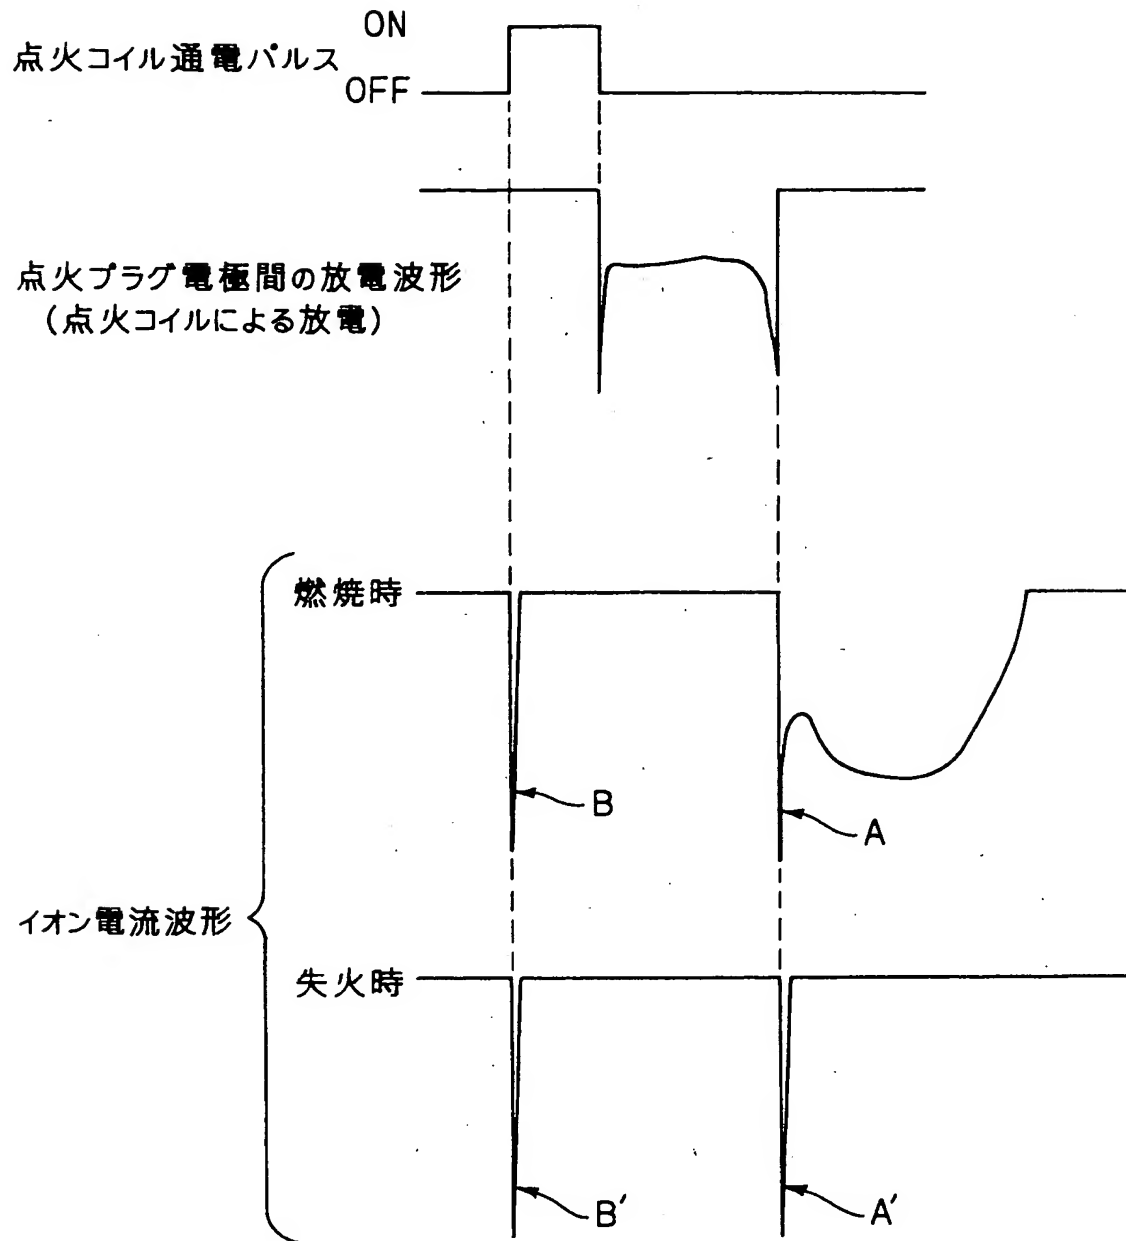 ON
点火コイル通電パルス
OFF
点火プラグ電極間の放電波形
(点火コイルによる放電)
燃焼時
B
A
イオン電流波形
失火時
B′
A′